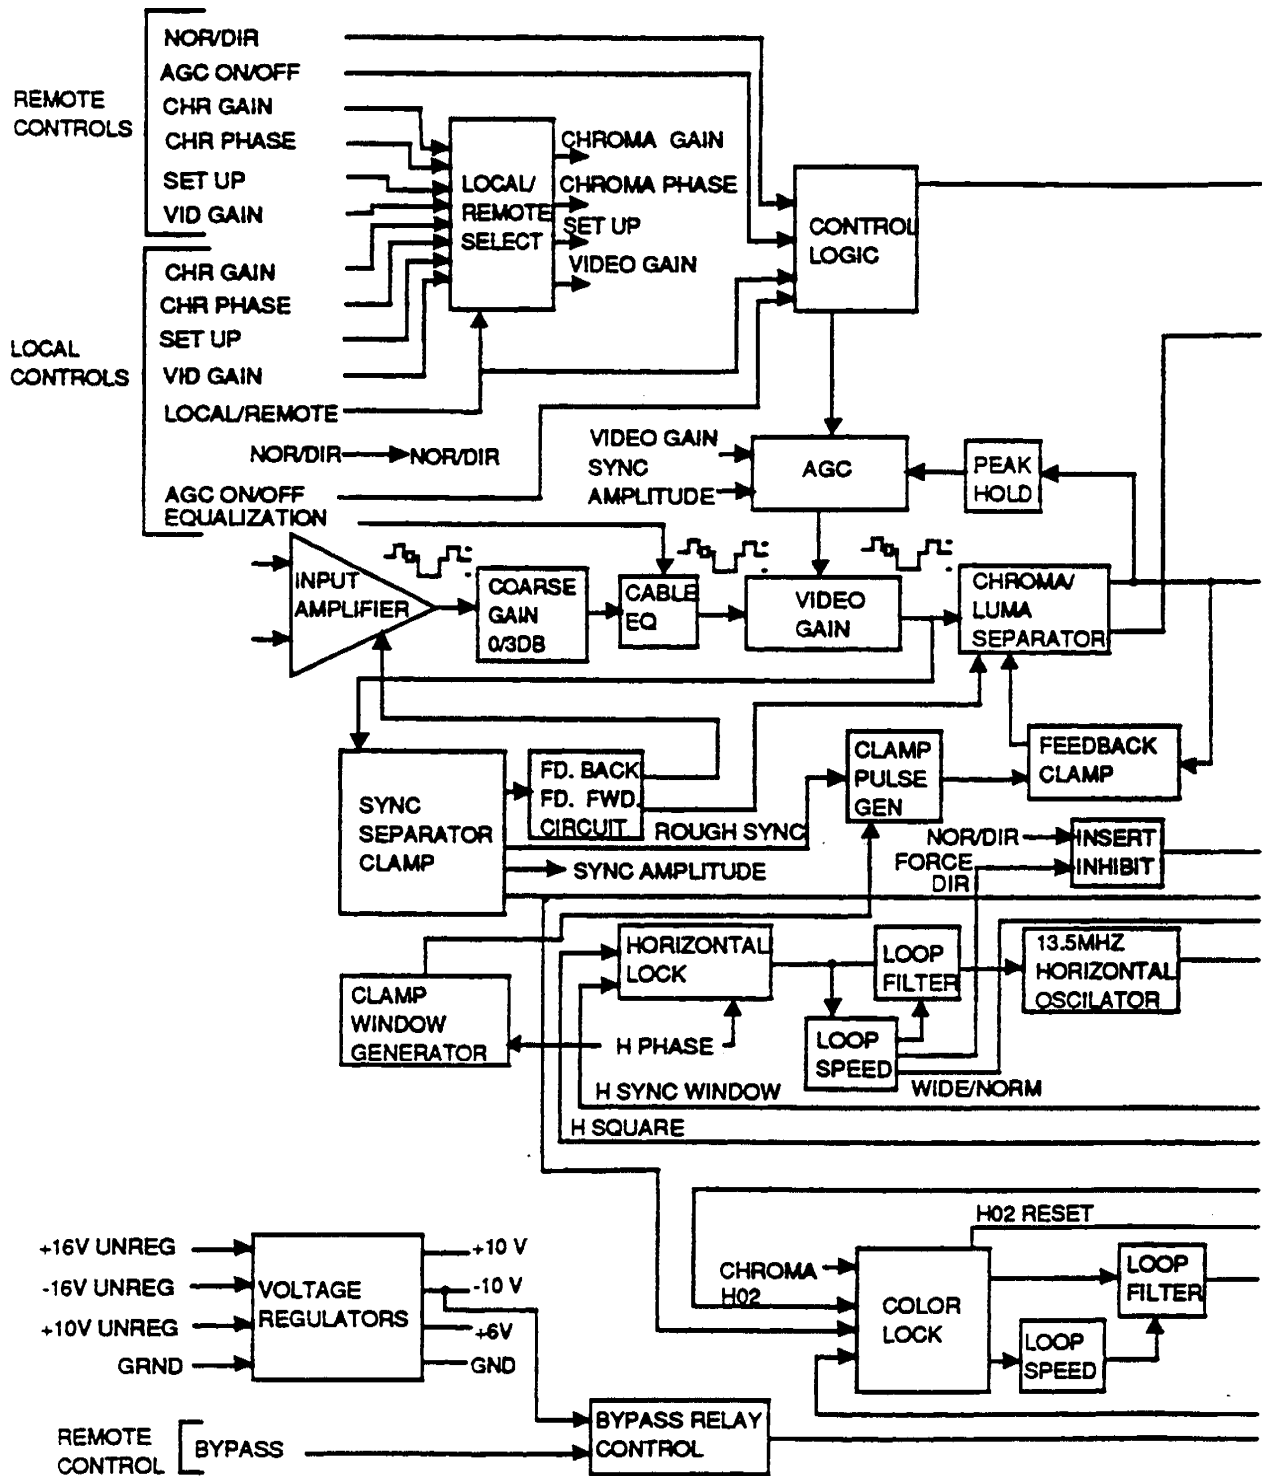 REMOTE
CONTROLS
NOR/DIR
AGC ON/OFF
CHR GAIN
CHR PHASE
SET UP
VID GAIN
LOCAL
CONTROLS
CHR GAIN
CHR PHASE
SET UP
VID GAIN
LOCAL/REMOTE
NOR/DIR
NOR/DIR
AGC ON/OFF
EQUALIZATION
LOCAL/
REMOTE
SELECT
CHROMA GAIN
CHROMA PHASE
SET UP
VIDEO GAIN
CONTROL
LOGIC
VIDEO GAIN
SYNC
AMPLITUDE
AGC
PEAK
HOLD
INPUT
AMPLIFIER
COARSE
GAIN
0/3DB
CABLE
EQ
VIDEO
GAIN
CHROMA/
LUMA
SEPARATOR
SYNC
SEPARATOR
CLAMP
FD. BACK
FD. FWD.
CIRCUIT
ROUGH SYNC
SYNC AMPLITUDE
CLAMP
PULSE
GEN
FEEDBACK
CLAMP
NOR/DIR
FORCE
DIR
INSERT
INHIBIT
CLAMP
WINDOW
GENERATOR
HORIZONTAL
LOCK
H PHASE
LOOP
FILTER
13.5MHZ
HORIZONTAL
OSCILATOR
LOOP
SPEED
WIDE/NORM
H SYNC WINDOW
H SQUARE
H02 RESET
+16V UNREG
-16V UNREG
+10V UNREG
GRND
VOLTAGE
REGULATORS
+10 V
-10 V
+6V
GND
CHROMA
H02
COLOR
LOCK
LOOP
FILTER
LOOP
SPEED
REMOTE
CONTROL
BYPASS
BYPASS RELAY
CONTROL